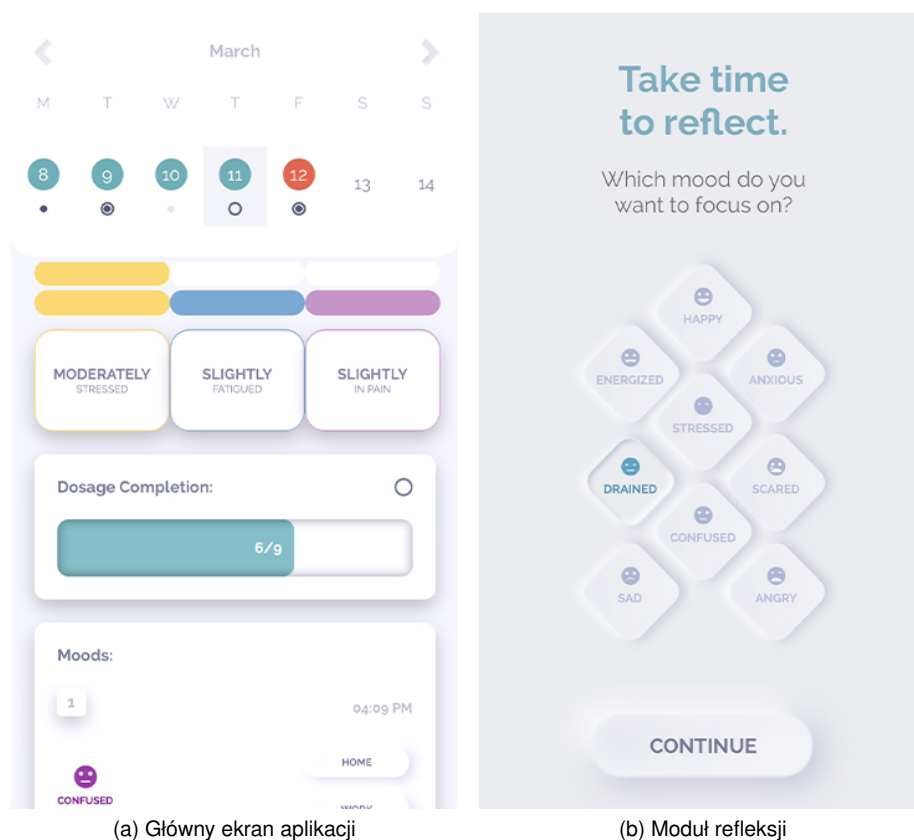 March
M T W T F S S
8 9 10 11 12 13 14
MODERATELY
STRESSED
SLIGHTLY
FATIGUED
SLIGHTLY
IN PAIN
Dosage Completion:
6/9
Moods:
1
04:09 PM
HOME
CONFUSED
WORK
(a) Główny ekran aplikacji
Take time
to reflect.
Which mood do you
want to focus on?
HAPPY
ENERGIZED
ANXIOUS
STRESSED
DRAINED
SCARED
CONFUSED
SAD
ANGRY
CONTINUE
(b) Moduł refleksji